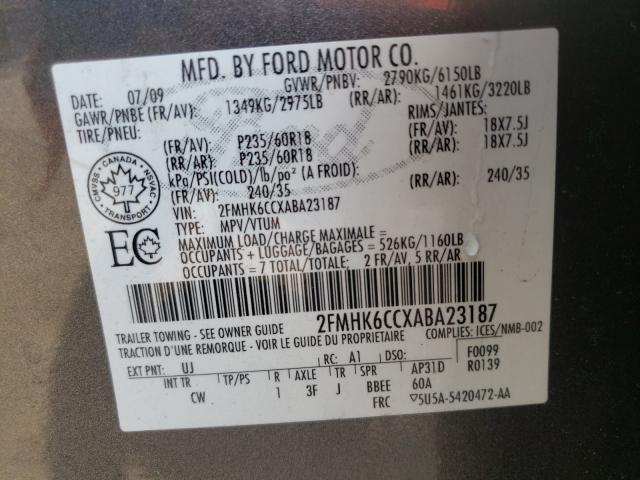 MFD. BY FORD MOTOR CO.
DATE: 07/09 GVWR/PNBV: 2790KG/6150LB
GAWR/PNBE (FR/AV): 1349KG/2975LB (RR/AR): 1461KG/3220LB
TIRE/PNEU: RIMS/JANTES:
(FR/AV): P235/60R18 (FR/AV): 18X7.5J
(RR/AR): P235/60R18 (RR/AR): 18X7.5J
kPa/PSI(COLD)/lb/po² (A FROID):
(FR/AV): 240/35 (RR/AR): 240/35
VIN: 2FMHK6CCXABA23187
TYPE: MPV/VTUM
MAXIMUM LOAD/CHARGE MAXIMALE =
OCCUPANTS + LUGGAGE/BAGAGES = 526KG/1160LB
OCCUPANTS = 7 TOTAL/TOTALE: 2 FR/AV, 5 RR/AR
CANADA
CMVSS NSVAC
977
TRANSPORT
EC
Ford
2FMHK6CCXABA23187
TRAILER TOWING - SEE OWNER GUIDE COMPLIES: ICES/NMB-002
TRACTION D'UNE REMORQUE - VOIR LE GUIDE DU PROPRIETAIRE
EXT PNT: UJ RC: A1 DSO: F0099
R0139
INT TR TP/PS R AXLE TR SPR AP31D
CW 1 3F J BBEE 60A
FRC ▽5U5A-5420472-AA